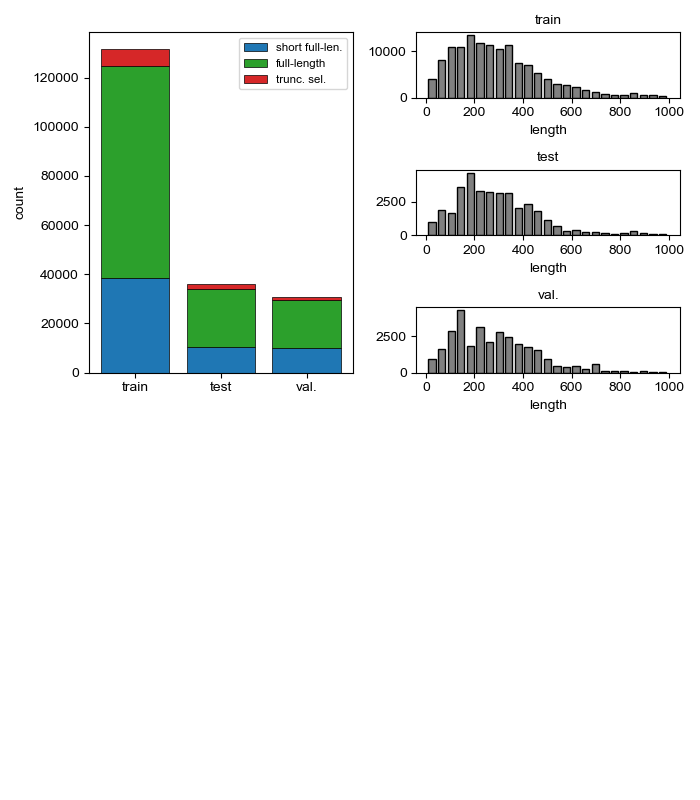 count
120000
100000
80000
60000
40000
20000
0
train
test
val.
short full-len.
full-length
trunc. sel.
train
10000
0
0 200 400 600 800 1000
length
test
2500
0
0 200 400 600 800 1000
length
val.
2500
0
0 200 400 600 800 1000
length